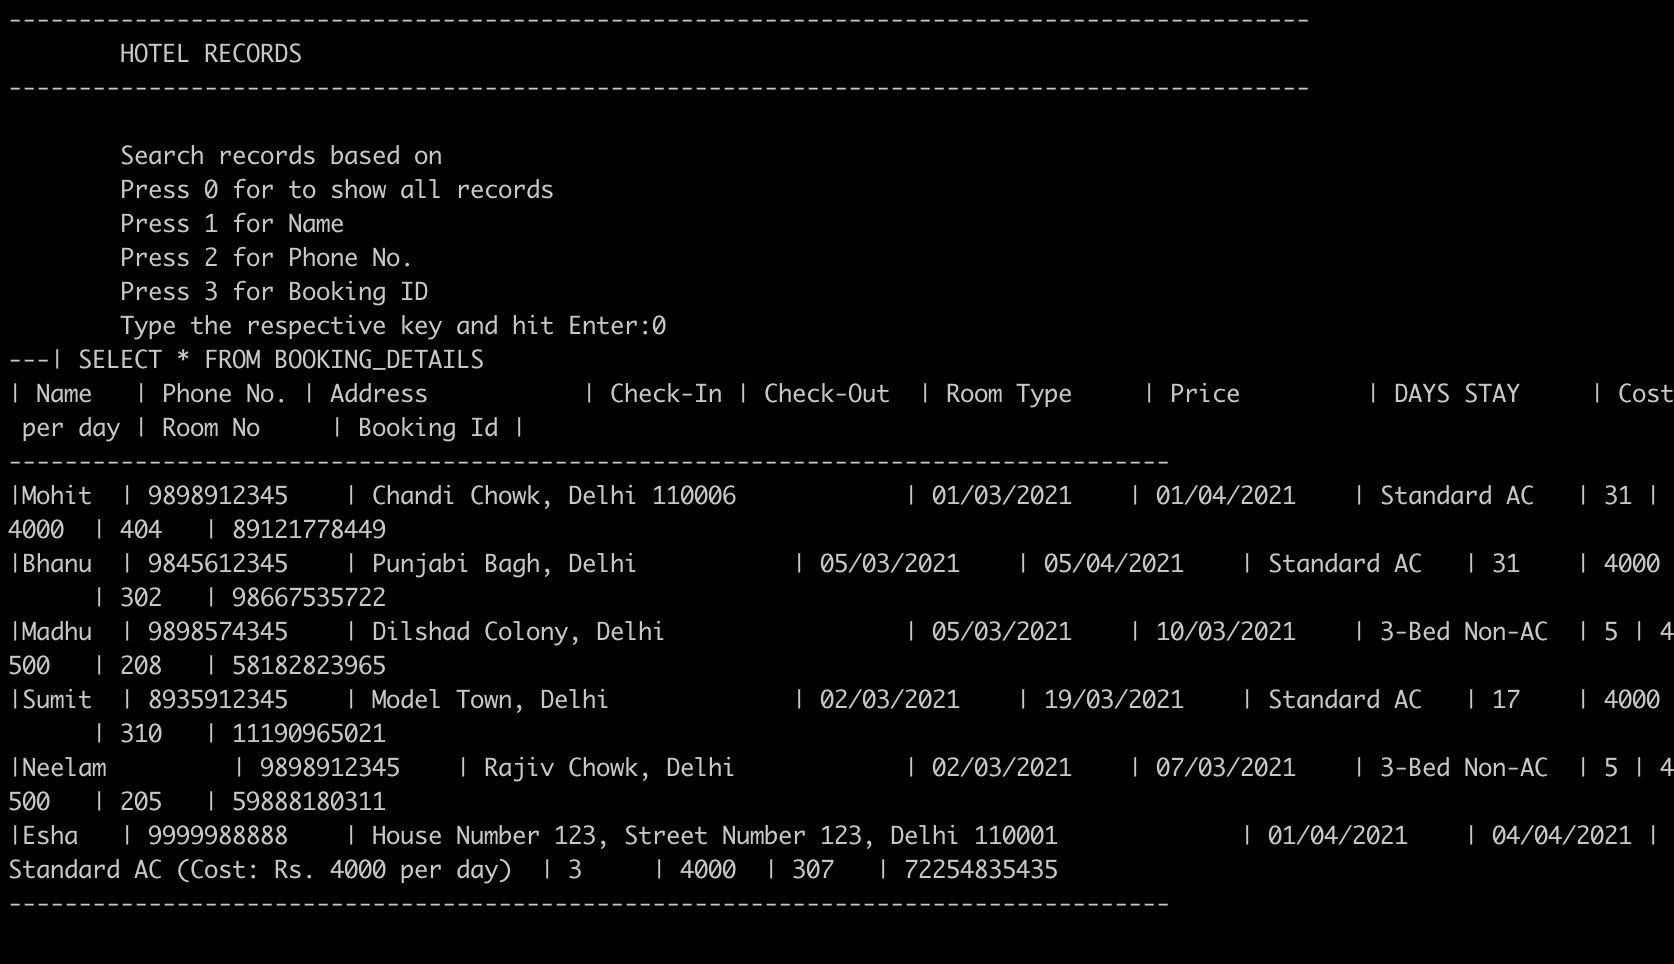 ---------------------------------------------------------------------------------------------
HOTEL RECORDS
---------------------------------------------------------------------------------------------
Search records based on
Press 0 for to show all records
Press 1 for Name
Press 2 for Phone No.
Press 3 for Booking ID
Type the respective key and hit Enter:0
---| SELECT * FROM BOOKING_DETAILS
| Name   | Phone No. | Address           | Check-In | Check-Out  | Room Type     | Price         | DAYS STAY     | Cost
 per day | Room No     | Booking Id |
-----------------------------------------------------------------------------------
|Mohit  | 9898912345    | Chandi Chowk, Delhi 110006            | 01/03/2021    | 01/04/2021    | Standard AC   | 31 |
4000  | 404   | 89121778449
|Bhanu  | 9845612345    | Punjabi Bagh, Delhi           | 05/03/2021    | 05/04/2021    | Standard AC   | 31    | 4000
      | 302   | 98667535722
|Madhu  | 9898574345    | Dilshad Colony, Delhi                 | 05/03/2021    | 10/03/2021    | 3-Bed Non-AC  | 5 | 4
500   | 208   | 58182823965
|Sumit  | 8935912345    | Model Town, Delhi             | 02/03/2021    | 19/03/2021    | Standard AC   | 17    | 4000
      | 310   | 11190965021
|Neelam         | 9898912345    | Rajiv Chowk, Delhi            | 02/03/2021    | 07/03/2021    | 3-Bed Non-AC  | 5 | 4
500   | 205   | 59888180311
|Esha   | 9999988888    | House Number 123, Street Number 123, Delhi 110001             | 01/04/2021    | 04/04/2021 |
Standard AC (Cost: Rs. 4000 per day)  | 3     | 4000  | 307   | 72254835435
-----------------------------------------------------------------------------------